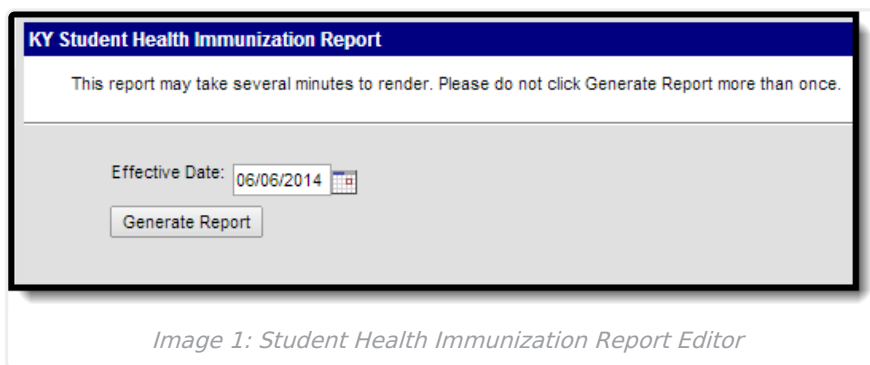 KY Student Health Immunization Report
This report may take several minutes to render. Please do not click Generate Report more than once.
Effective Date: 06/06/2014
Generate Report
Image 1: Student Health Immunization Report Editor